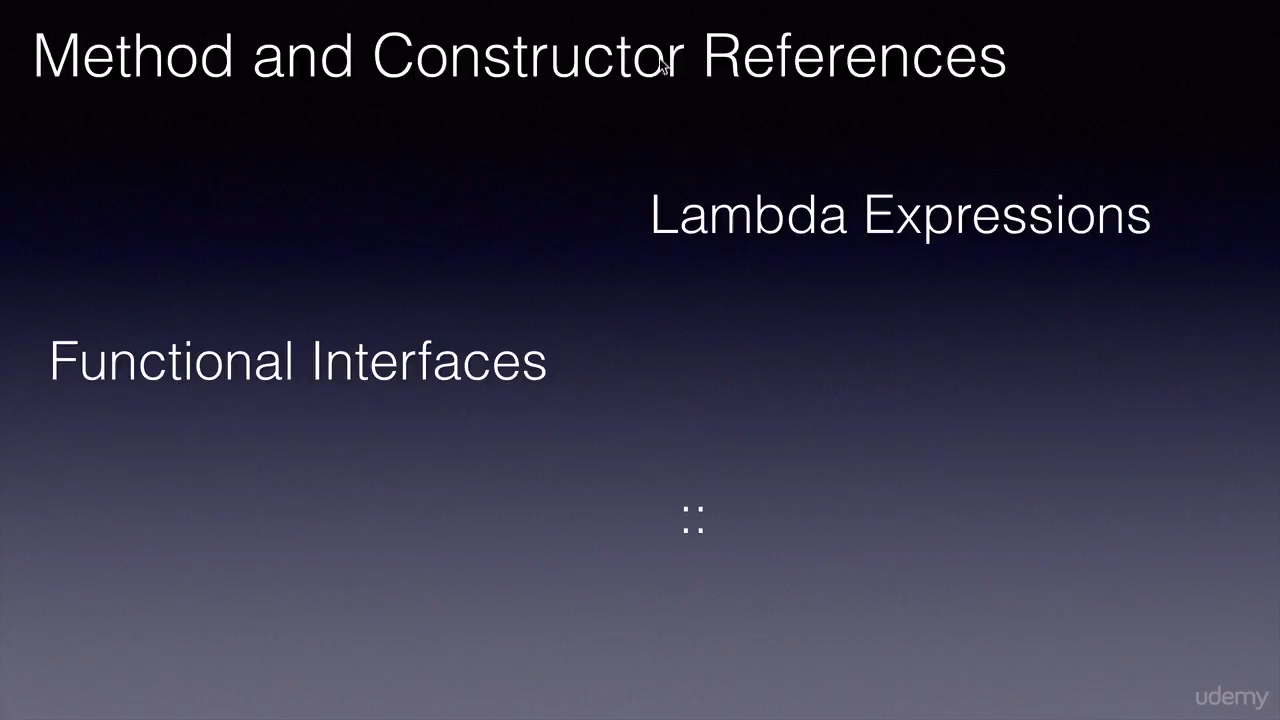 Method and Constructor References
Lambda Expressions
Functional Interfaces
::
udemy